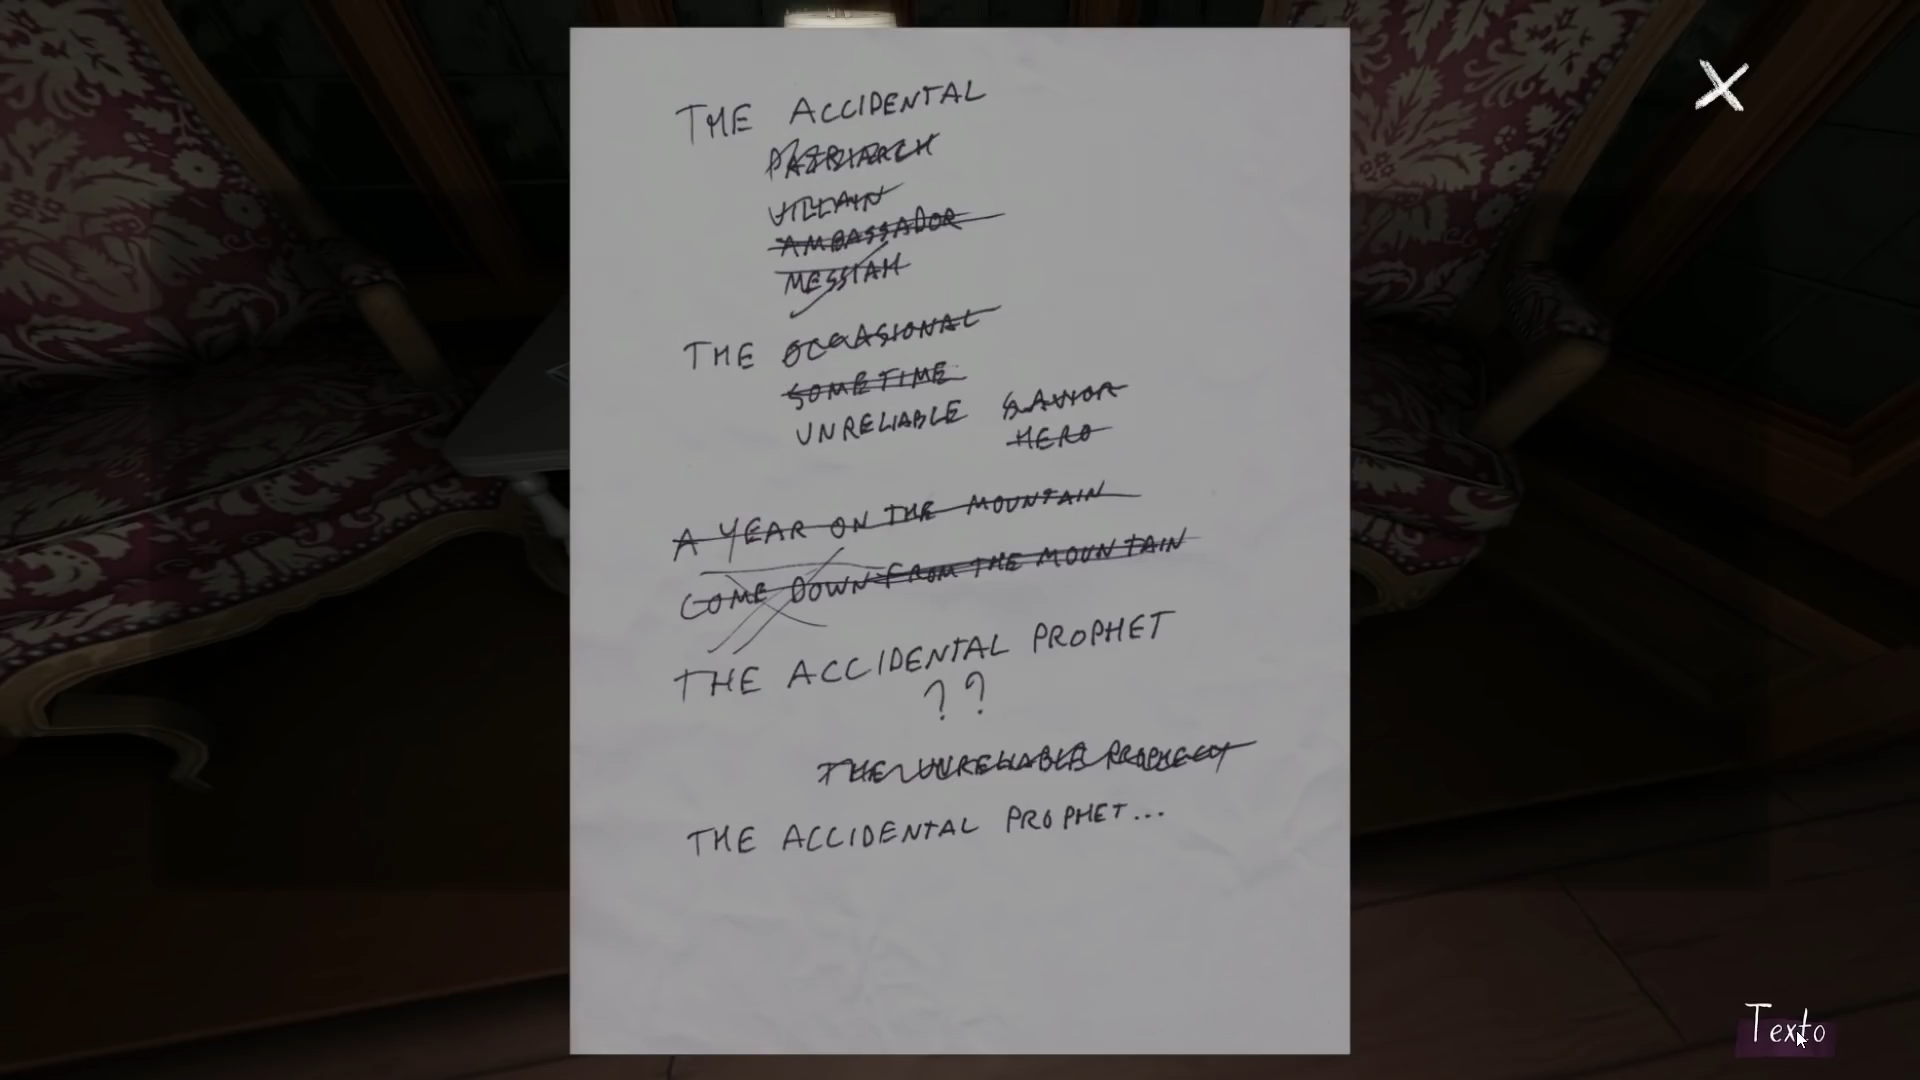 THE ACCIDENTAL
PATRIARCH
VILLAIN
AMBASSADOR
MESSIAH
THE OCCASIONAL
SOMETIME
UNRELIABLE SAVIOR
HERO
A YEAR ON THE MOUNTAIN
COME DOWN FROM THE MOUNTAIN
THE ACCIDENTAL PROPHET
??
THE UNRELIABLE PROPHECY
THE ACCIDENTAL PROPHET...
Texto